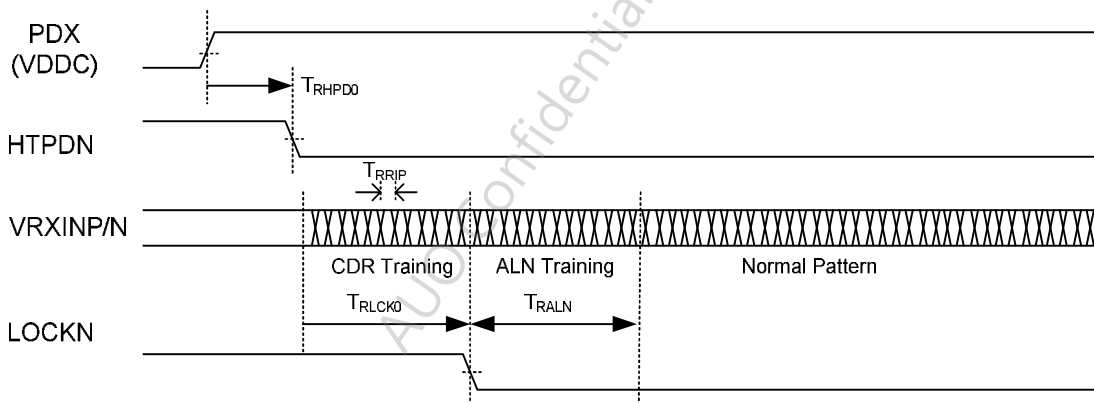 PDX
(VDDC)
TRHPD0
HTPDN
TRRIP
VRXINP/N
CDR Training
ALN Training
Normal Pattern
TRLCK0
TRALN
LOCKN
AUO Confidential